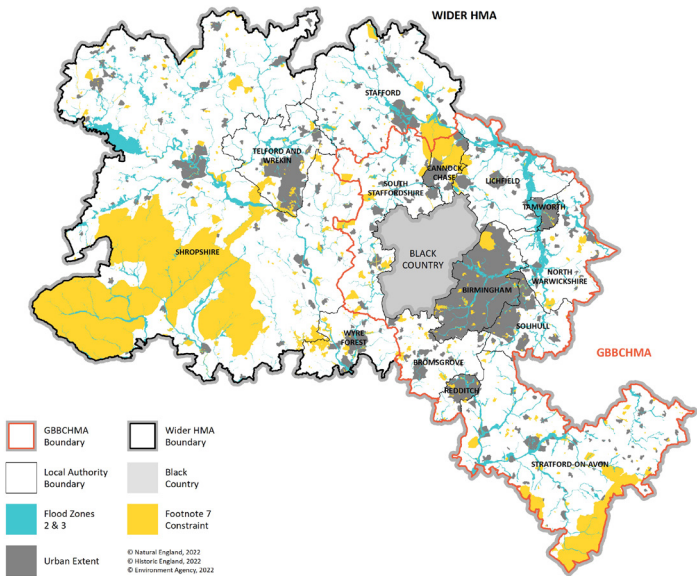 WIDER HMA
STAFFORD
TELFORD AND
WREKIN
CANNOCK
CHASE
SOUTH
STAFFORDSHIRE
LICHFIELD
TAMWORTH
SHROPSHIRE
BLACK
COUNTRY
NORTH
WARWICKSHIRE
BIRMINGHAM
SOLIHULL
WYRE
FOREST
BROMSGROVE
GBBCHMA
REDDITCH
STRATFORD-ON-AVON
GBBCHMA
Boundary
Wider HMA
Boundary
Local Authority
Boundary
Black
Country
Flood Zones
2 & 3
Footnote 7
Constraint
Urban Extent
© Natural England, 2022
© Historic England, 2022
© Environment Agency, 2022